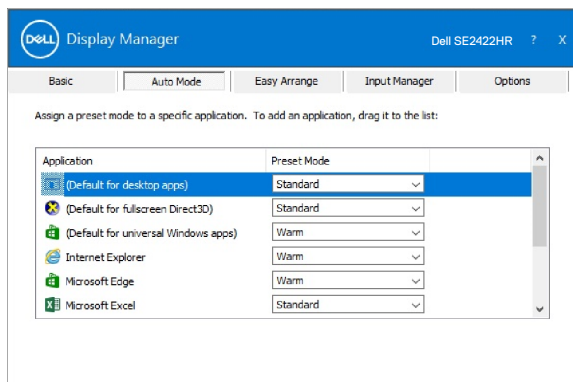 DELL Display Manager Dell SE2422HR ? X
Basic Auto Mode Easy Arrange Input Manager Options
Assign a preset mode to a specific application. To add an application, drag it to the list:
Application Preset Mode
(Default for desktop apps) Standard
(Default for fullscreen Direct3D) Standard
(Default for universal Windows apps) Warm
Internet Explorer Warm
Microsoft Edge Warm
Microsoft Excel Standard